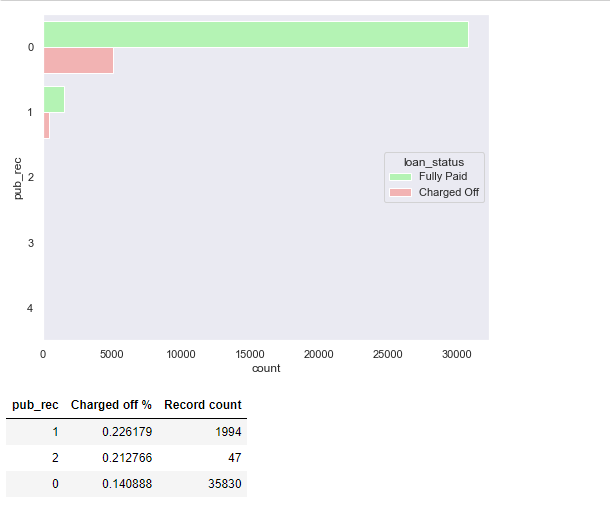 0
1
2
3
4
pub_rec
loan_status
Fully Paid
Charged Off
0 5000 10000 15000 20000 25000 30000
count
pub_rec Charged off % Record count
1 0.226179 1994
2 0.212766 47
0 0.140888 35830